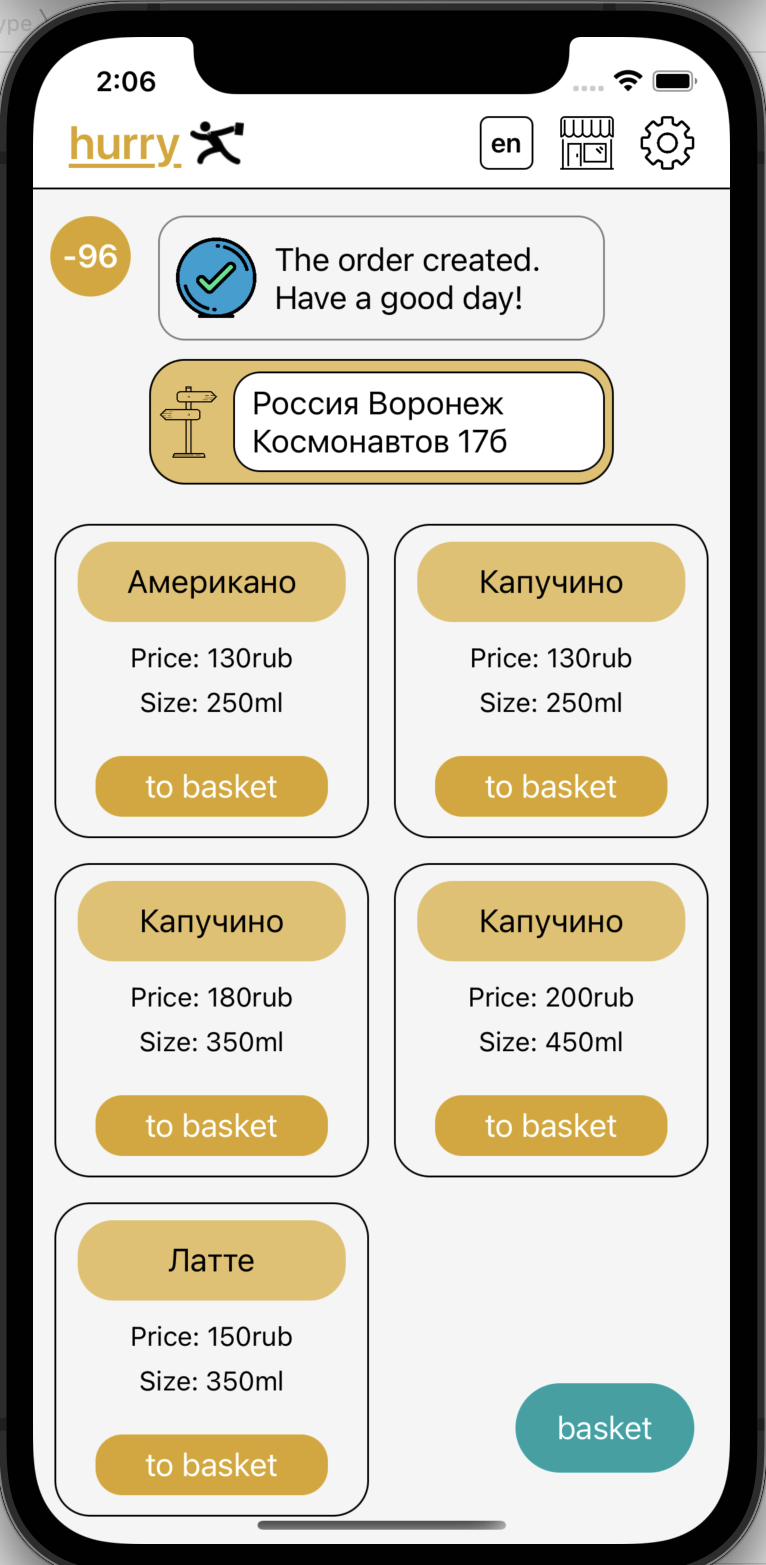 ype
2:06
hurry
en
-96
The order created.
Have a good day!
Россия Воронеж
Космонавтов 17б
Американо
Price: 130rub
Size: 250ml
to basket
Капучино
Price: 130rub
Size: 250ml
to basket
Капучино
Price: 180rub
Size: 350ml
to basket
Капучино
Price: 200rub
Size: 450ml
to basket
Латте
Price: 150rub
Size: 350ml
to basket
basket